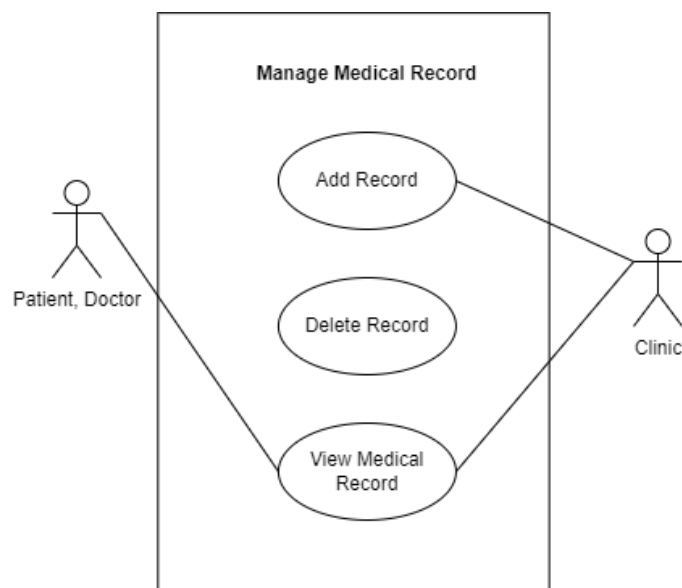 Manage Medical Record
Add Record
Patient, Doctor
Delete Record
Clinic
View Medical
Record